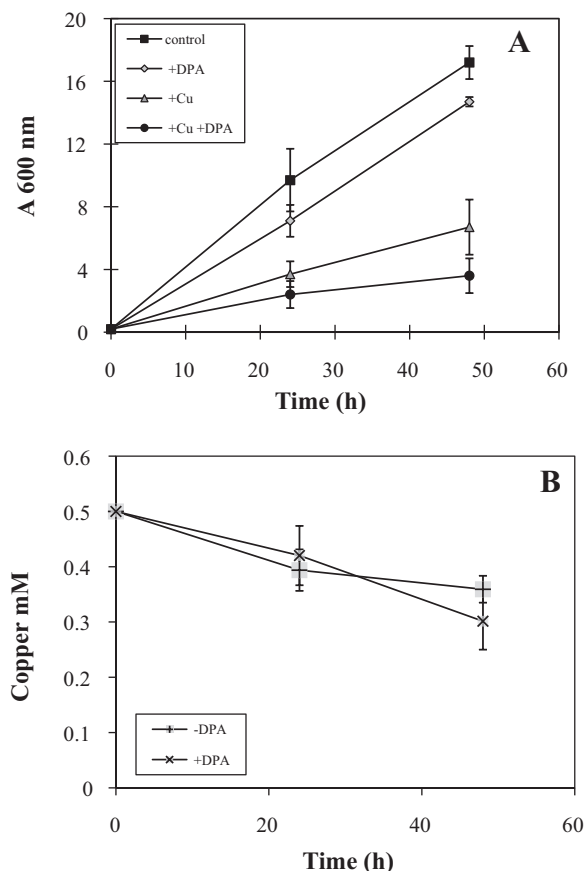 A
control
+DPA
+Cu
+Cu +DPA
A 600 nm
20
16
12
8
4
0
0 10 20 30 40 50 60
Time (h)
B
Copper mM
0.6
0.5
0.4
0.3
0.2
0.1
0
-DPA
+DPA
0 20 40 60
Time (h)